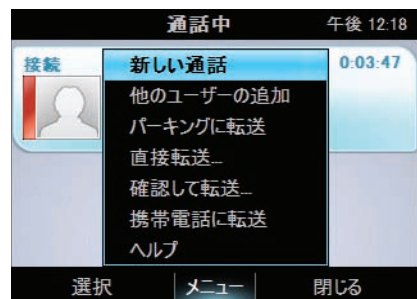 通話中 午後 12:18
接続 0:03:47
新しい通話
他のユーザーの追加
パーキングに転送
直接転送...
確認して転送...
携帯電話に転送
ヘルプ
選択 メニュー 閉じる